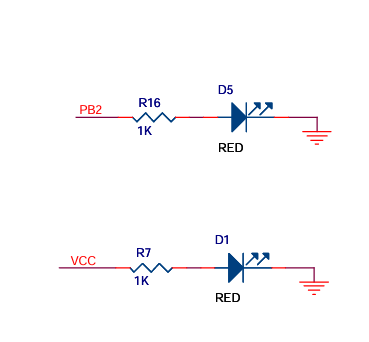 D5
R16
PB2
1K
RED
D1
R7
VCC
1K
RED